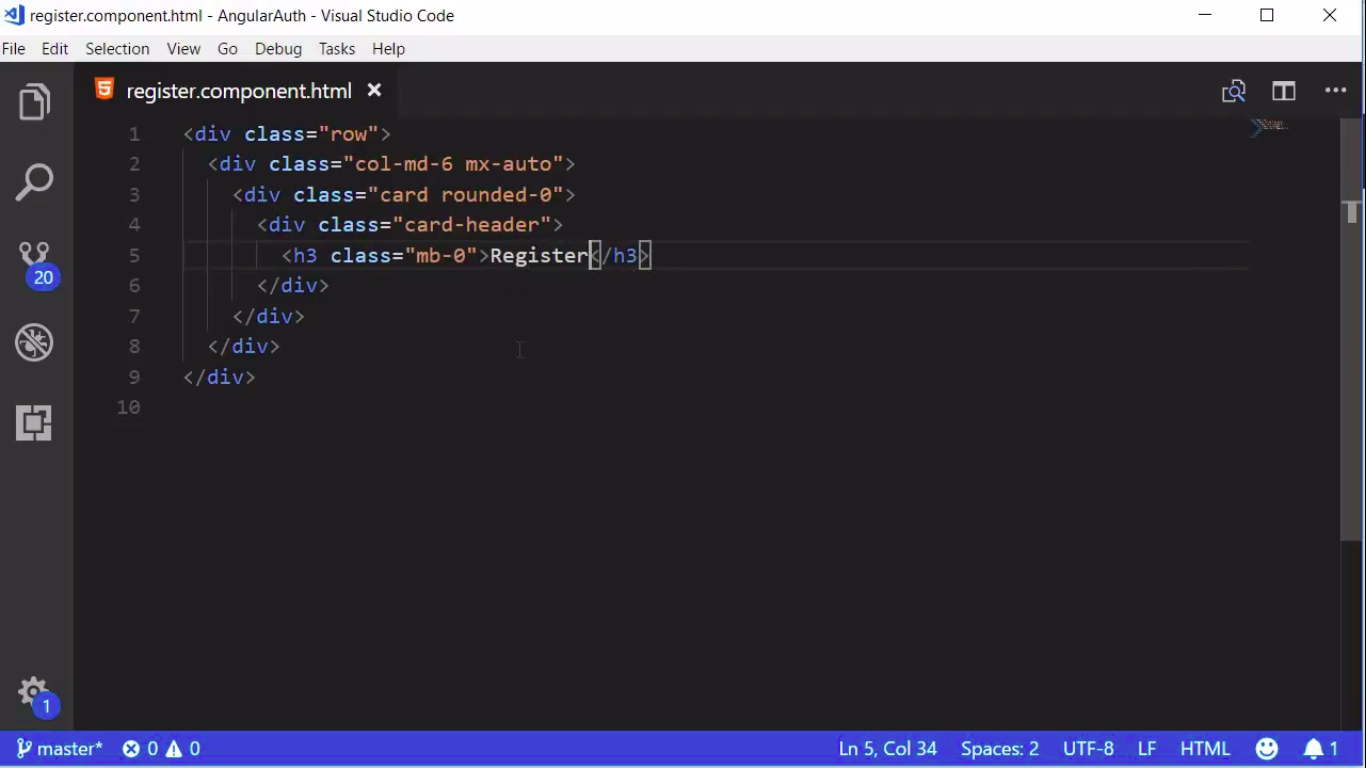 register.component.html - AngularAuth - Visual Studio Code
File Edit Selection View Go Debug Tasks Help
register.component.html
1 <div class="row">
2 <div class="col-md-6 mx-auto">
3 <div class="card rounded-0">
4 <div class="card-header">
5 <h3 class="mb-0">Register</h3>
6 </div>
7 </div>
8 </div>
9 </div>
10
20
1
master* 0 0 Ln 5, Col 34 Spaces: 2 UTF-8 LF HTML 1